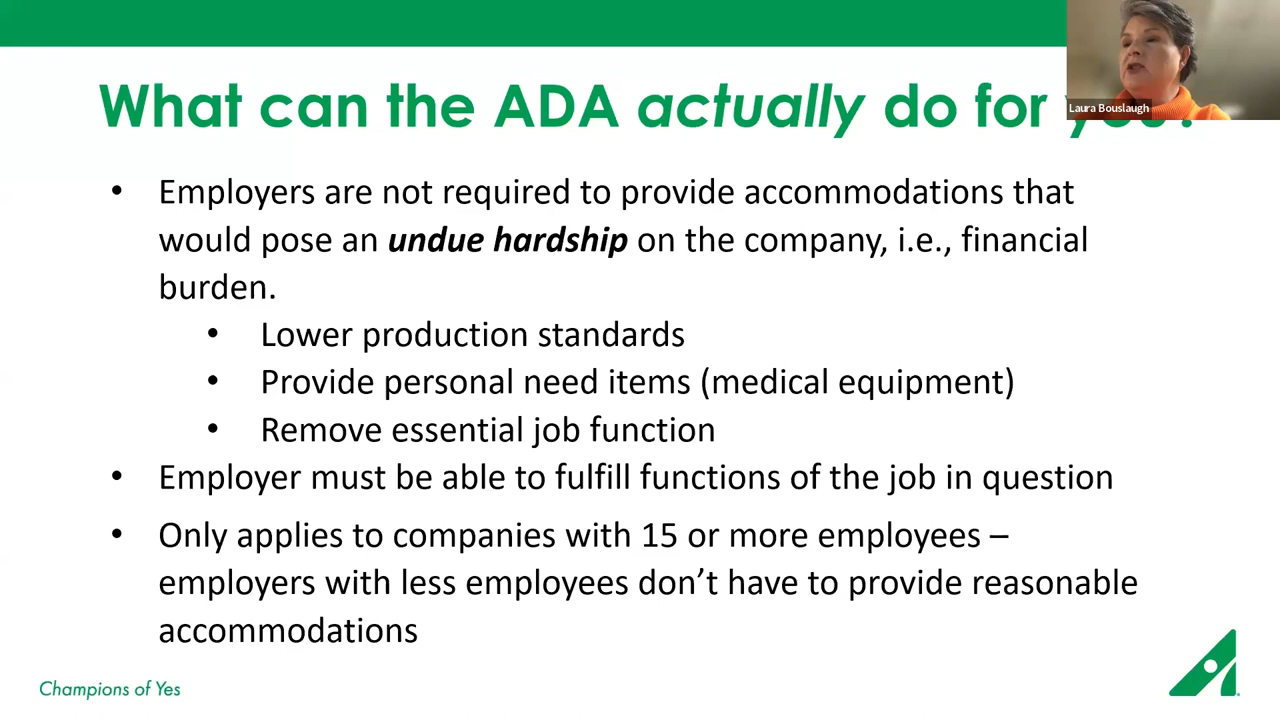 What can the ADA actually do for
Laura Bouslaugh
• Employers are not required to provide accommodations that
would pose an undue hardship on the company, i.e., financial
burden.
• Lower production standards
• Provide personal need items (medical equipment)
• Remove essential job function
• Employer must be able to fulfill functions of the job in question
• Only applies to companies with 15 or more employees –
employers with less employees don’t have to provide reasonable
accommodations
Champions of Yes